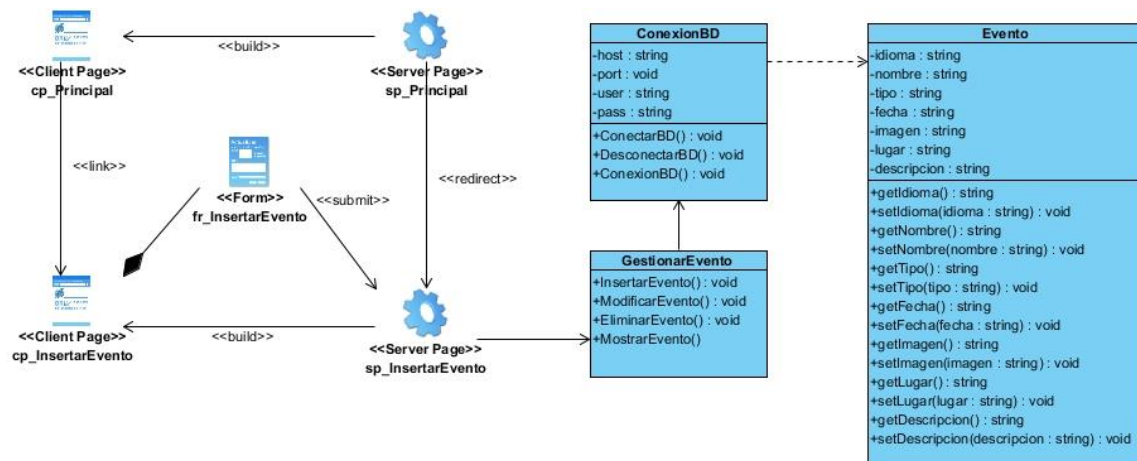 <<Client Page>>
cp_Principal
<<build>>
<<Server Page>>
sp_Principal
<<link>>
<<Form>>
fr_InsertarEvento
<<submit>>
<<redirect>>
<<Client Page>>
cp_InsertarEvento
<<build>>
<<Server Page>>
sp_InsertarEvento
ConexionBD
-host : string
-port : void
-user : string
-pass : string
+ConectarBD() : void
+DesconectarBD() : void
+ConexionBD() : void
GestionarEvento
+InsertarEvento() : void
+ModificarEvento() : void
+EliminarEvento() : void
+MostrarEvento()
Evento
-idioma : string
-nombre : string
-tipo : string
-fecha : string
-imagen : string
-lugar : string
-descripcion : string
+getIdioma() : string
+setIdioma(idioma : string) : void
+getNombre() : string
+setNombre(nombre : string) : void
+getTipo() : string
+setTipo(tipo : string) : void
+getFecha() : string
+setFecha(fecha : string) : void
+getImagen() : string
+setImagen(imagen : string) : void
+getLugar() : string
+setLugar(lugar : string) : void
+getDescripcion() : string
+setDescripcion(descripcion : string) : void